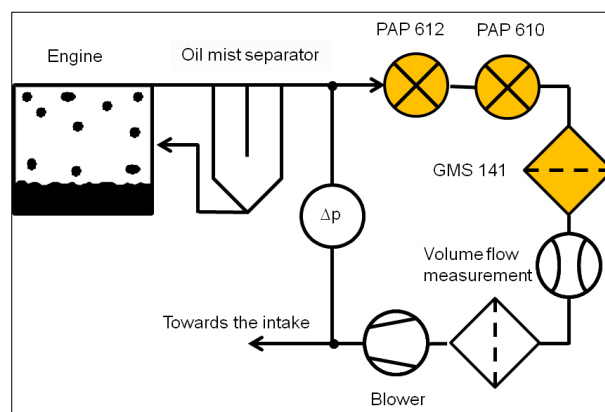 PAP 612
PAP 610
Engine
Oil mist separator
GMS 141
Δp
Volume flow
measurement
Towards the intake
Blower